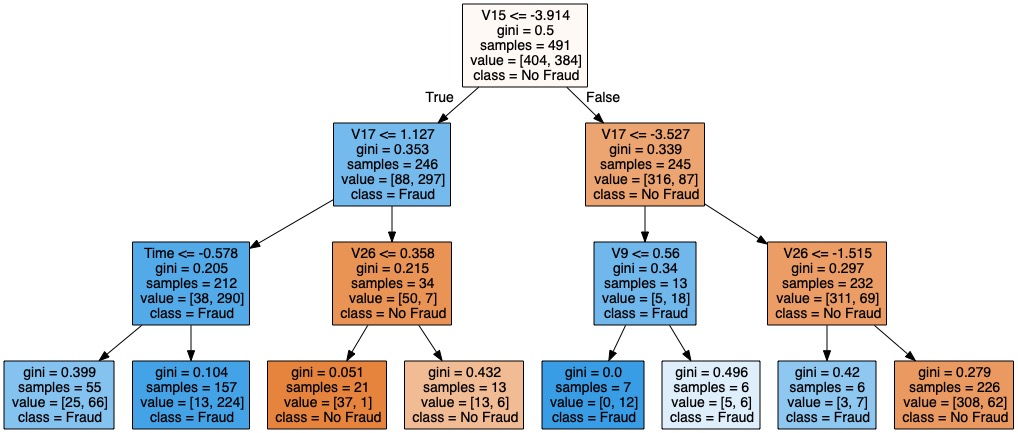 V15 <= -3.914
gini = 0.5
samples = 491
value = [404, 384]
class = No Fraud
True
False
V17 <= 1.127
gini = 0.353
samples = 246
value = [88, 297]
class = Fraud
V17 <= -3.527
gini = 0.339
samples = 245
value = [316, 87]
class = No Fraud
Time <= -0.578
gini = 0.205
samples = 212
value = [38, 290]
class = Fraud
V26 <= 0.358
gini = 0.215
samples = 34
value = [50, 7]
class = No Fraud
V9 <= 0.56
gini = 0.34
samples = 13
value = [5, 18]
class = Fraud
V26 <= -1.515
gini = 0.297
samples = 232
value = [311, 69]
class = No Fraud
gini = 0.399
samples = 55
value = [25, 66]
class = Fraud
gini = 0.104
samples = 157
value = [13, 224]
class = Fraud
gini = 0.051
samples = 21
value = [37, 1]
class = No Fraud
gini = 0.432
samples = 13
value = [13, 6]
class = No Fraud
gini = 0.0
samples = 7
value = [0, 12]
class = Fraud
gini = 0.496
samples = 6
value = [5, 6]
class = Fraud
gini = 0.42
samples = 6
value = [3, 7]
class = Fraud
gini = 0.279
samples = 226
value = [308, 62]
class = No Fraud